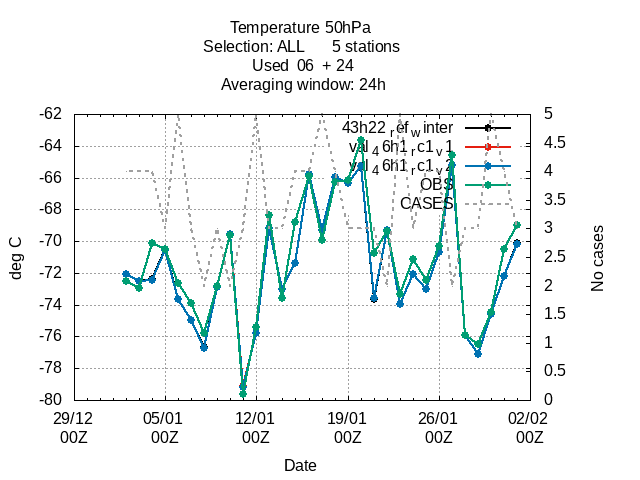 Temperature 50hPa
Selection: ALL 5 stations
Used 06 + 24
Averaging window: 24h
-62 5
43h22refwinter
-64 4.5
val46h1rc1v1
-66 4
OBS
-68 3.5
CASES
-70 3
-72 2.5
-74 2
-76 1.5
-78 1
0.5
-80 0
deg C
No cases
29/12 05/01 12/01 19/01 26/01 02/02
00Z 00Z 00Z 00Z 00Z 00Z
Date